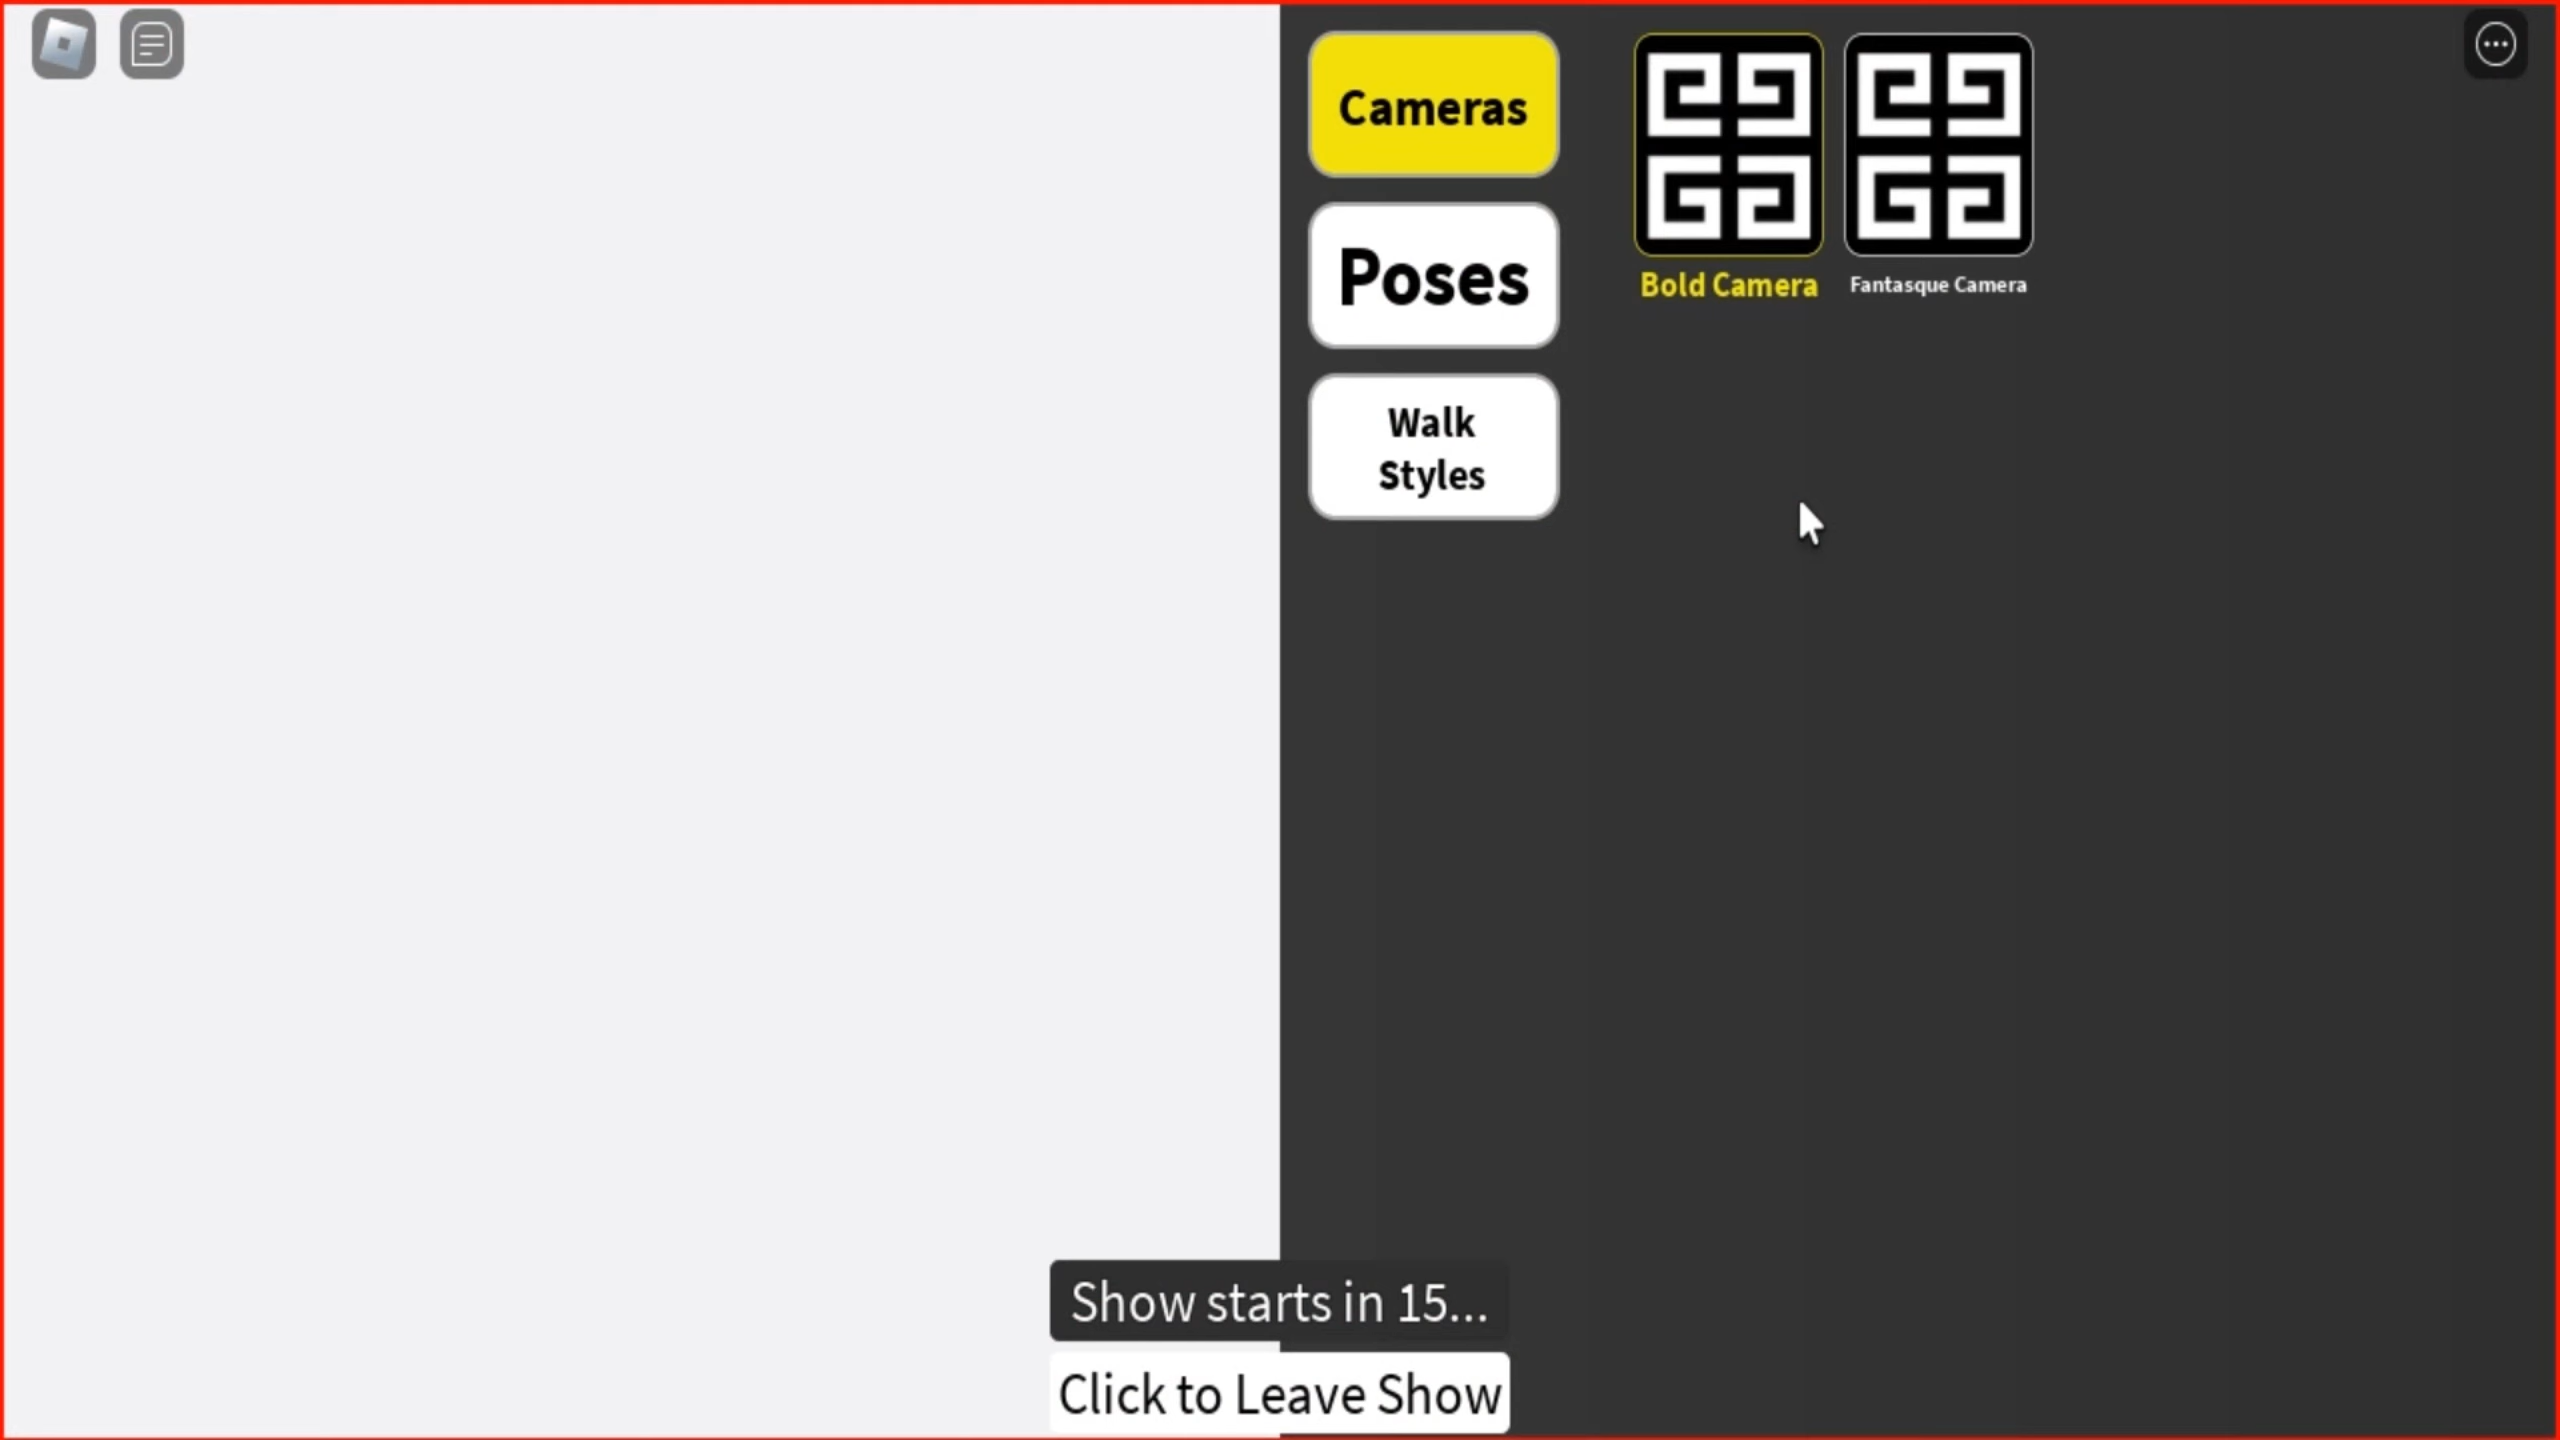 Cameras
Poses
Walk
Styles
Bold Camera
Fantasque Camera
Show starts in 15...
Click to Leave Show